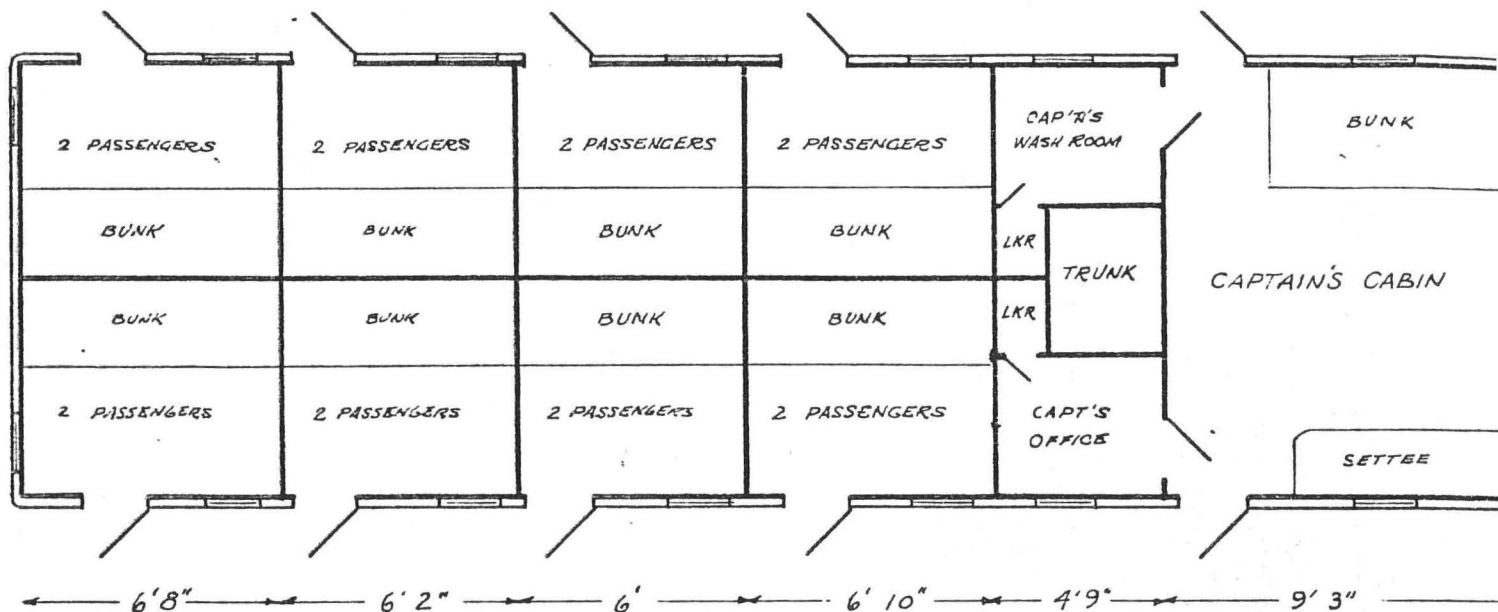 2 PASSENGERS
2 PASSENGERS
2 PASSENGERS
2 PASSENGERS
CAP'T'S
WASH ROOM
BUNK
BUNK
BUNK
BUNK
BUNK
LKR
TRUNK
CAPTAIN'S CABIN
BUNK
BUNK
BUNK
BUNK
LKR
2 PASSENGERS
2 PASSENGERS
2 PASSENGERS
2 PASSENGERS
CAPT'S
OFFICE
SETTEE
6'8"
6'2"
6'
6'10"
4'9"
9'3"